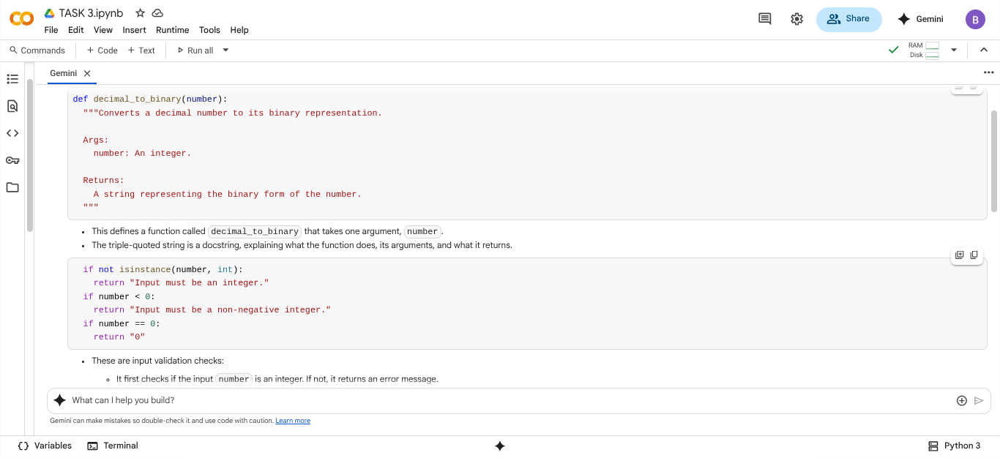 TASK 3.ipynb
File Edit View Insert Runtime Tools Help
Share
Gemini
B
Commands
+ Code + Text
Run all
RAM
Disk
Gemini
def decimal_to_binary(number):
"""Converts a decimal number to its binary representation.
Args:
number: An integer.
Returns:
A string representing the binary form of the number.
"""
• This defines a function called decimal_to_binary that takes one argument, number.
• The triple-quoted string is a docstring, explaining what the function does, its arguments, and what it returns.
if not isinstance(number, int):
return "Input must be an integer."
if number < 0:
return "Input must be a non-negative integer."
if number == 0:
return "0"
• These are input validation checks:
◦ It first checks if the input number is an integer. If not, it returns an error message.
What can I help you build?
Gemini can make mistakes so double-check it and use code with caution. Learn more
Variables
Terminal
Python 3